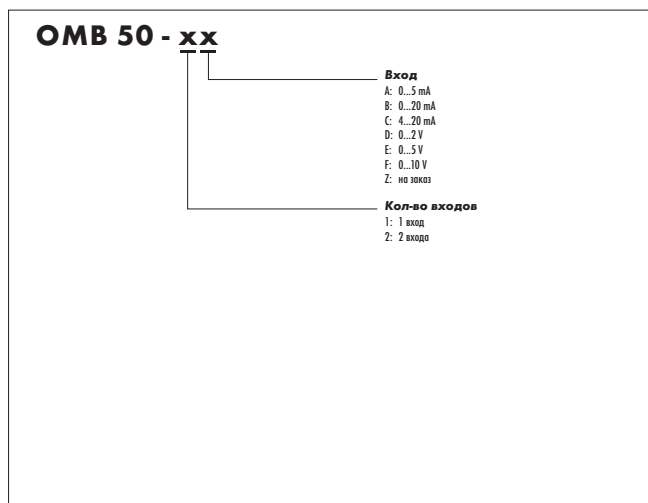 OMB 50 - xx
Вход
A: 0...5 mA
B: 0...20 mA
C: 4...20 mA
D: 0...2 V
E: 0...5 V
F: 0...10 V
Z: на заказ
Кол-во входов
1: 1 вход
2: 2 входа